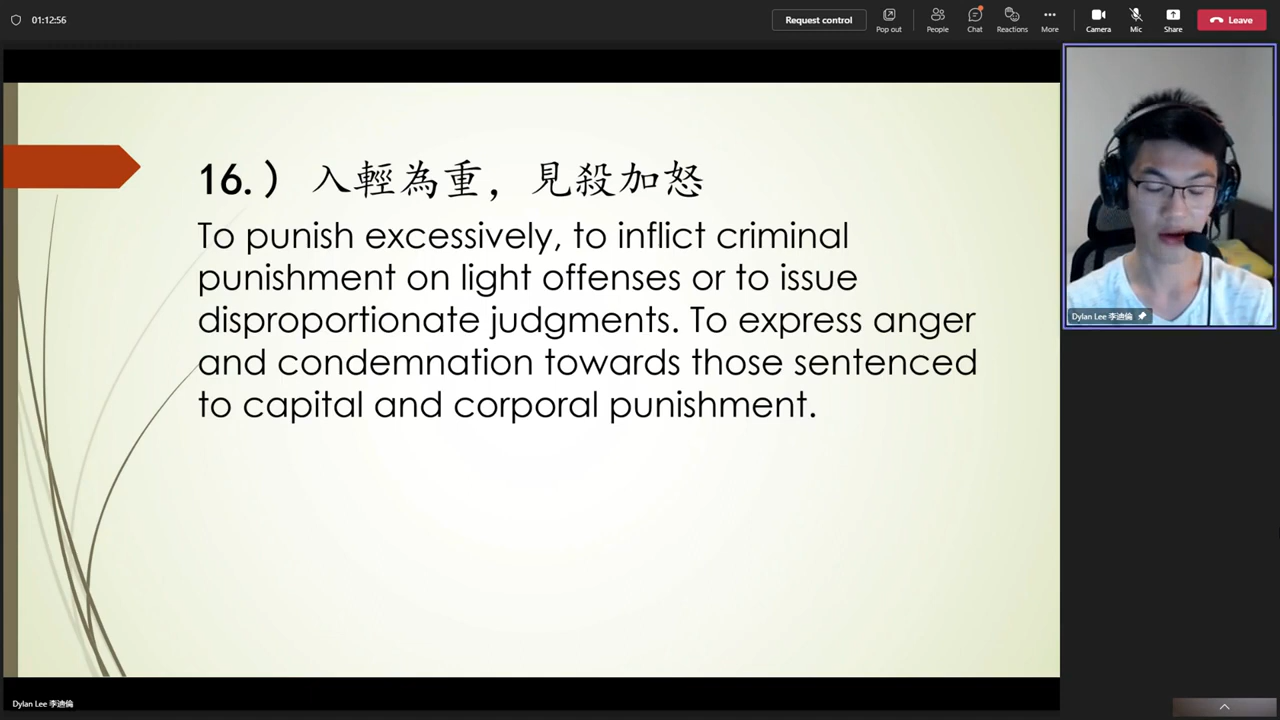 01:12:56
Request control
Pop out
People
Chat
Reactions
More
Camera
Mic
Share
Leave
16.） 入輕為重，見殺加怒
To punish excessively, to inflict criminal
punishment on light offenses or to issue
disproportionate judgments. To express anger
and condemnation towards those sentenced
to capital and corporal punishment.
Dylan Lee 李迪倫
Dylan Lee 李迪倫